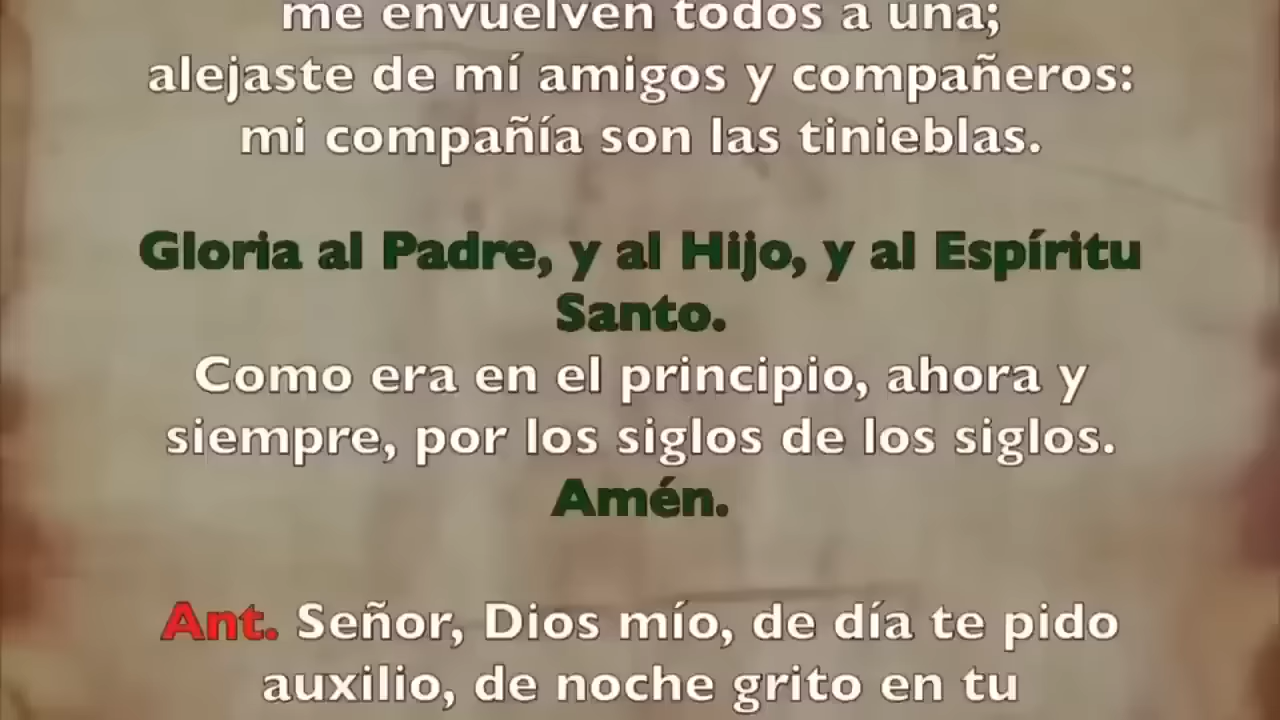 me envuelven todos a una;
alejaste de mí amigos y compañeros:
mi compañía son las tinieblas.
Gloria al Padre, y al Hijo, y al Espíritu
Santo.
Como era en el principio, ahora y
siempre, por los siglos de los siglos.
Amén.
Ant. Señor, Dios mío, de día te pido
auxilio, de noche grito en tu